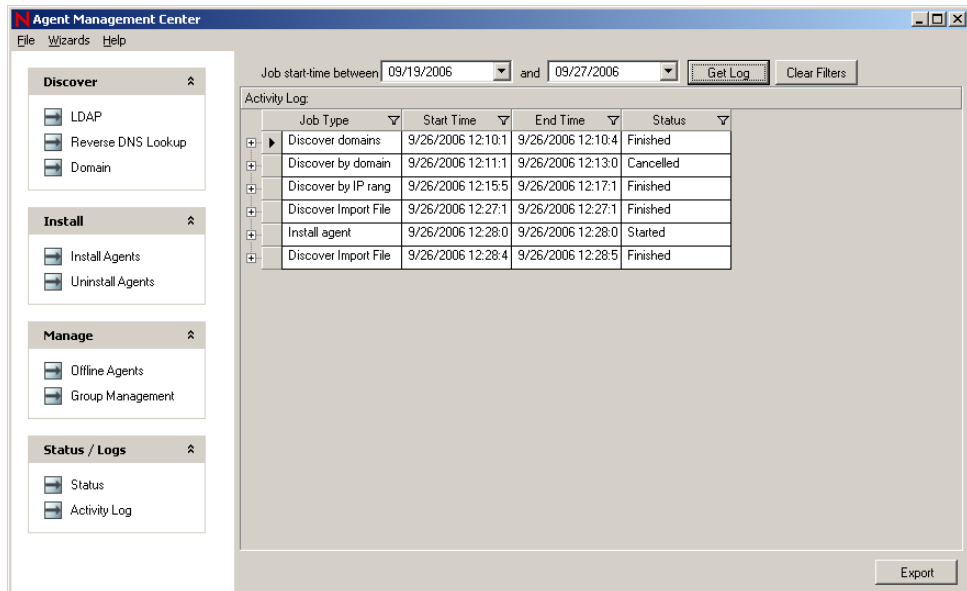 Agent Management Center
File Wizards Help
Discover
LDAP
Reverse DNS Lookup
Domain
Install
Install Agents
Uninstall Agents
Manage
Offline Agents
Group Management
Status / Logs
Status
Activity Log
Job start-time between 09/19/2006 and 09/27/2006 Get Log Clear Filters
Activity Log:
Job Type Start Time End Time Status
Discover domains 9/26/2006 12:10:1 9/26/2006 12:10:4 Finished
Discover by domain 9/26/2006 12:11:1 9/26/2006 12:13:0 Cancelled
Discover by IP rang 9/26/2006 12:15:5 9/26/2006 12:17:1 Finished
Discover Import File 9/26/2006 12:27:1 9/26/2006 12:27:1 Finished
Install agent 9/26/2006 12:28:0 9/26/2006 12:28:0 Started
Discover Import File 9/26/2006 12:28:4 9/26/2006 12:28:5 Finished
Export